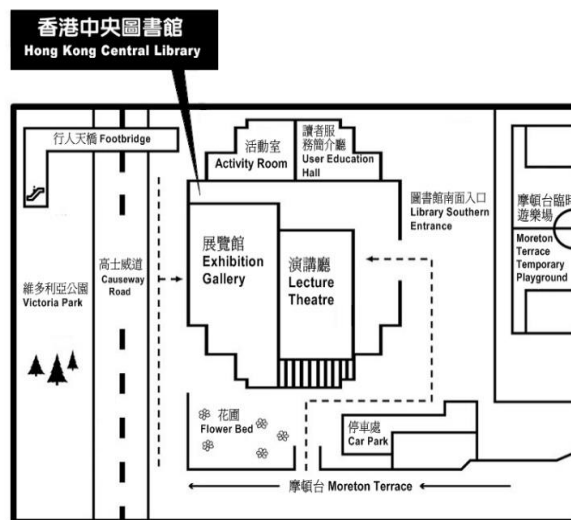 香港中央圖書館
Hong Kong Central Library
行人天橋 Footbridge
活動室
Activity Room
讀者服
務簡介廳
User Education
Hall
圖書館南面入口
Library Southern
Entrance
摩頓台臨時
遊樂場
Moreton
Terrace
Temporary
Playground
展覽館
Exhibition
Gallery
演講廳
Lecture
Theatre
高士威道
Causeway
Road
維多利亞公園
Victoria Park
花圃
Flower Bed
停車處
Car Park
摩頓台 Moreton Terrace